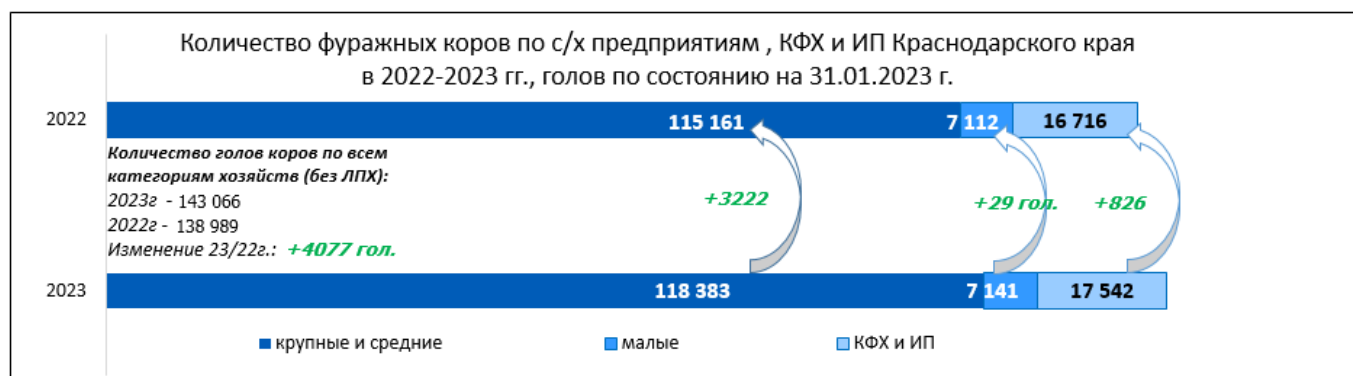 Количество фуражных коров по с/х предприятиям , КФХ и ИП Краснодарского края
в 2022-2023 гг., голов по состоянию на 31.01.2023 г.
2022
115 161
7 112
16 716
Количество голов коров по всем
категориям хозяйств (без ЛПХ):
2023г - 143 066
2022г - 138 989
Изменение 23/22г.: +4077 гол.
+3222
+29 гол.
+826
2023
118 383
7 141
17 542
крупные и средние
малые
КФХ и ИП